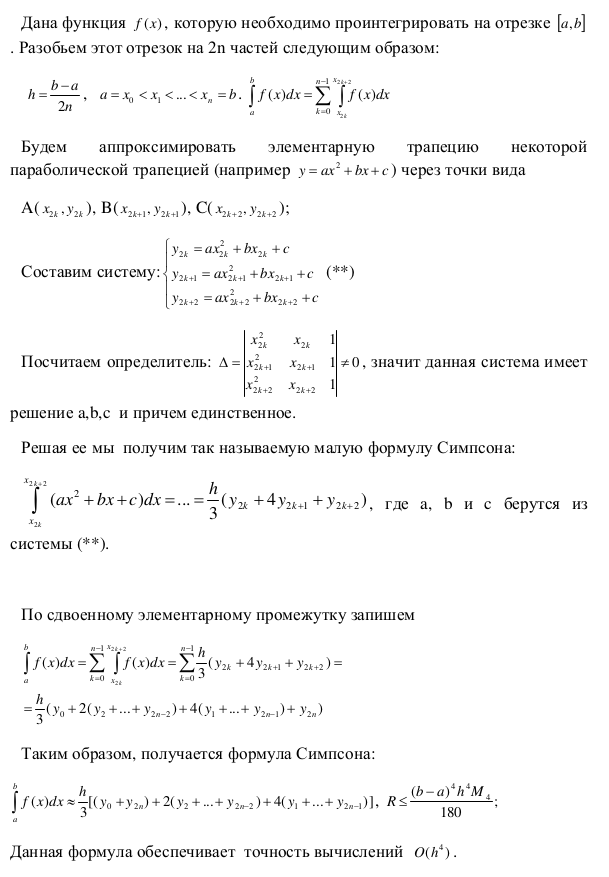 Дана функция f(x), которую необходимо проинтегрировать на отрезке [a,b]
. Разобьем этот отрезок на 2n частей следующим образом:
h = \frac{b-a}{2n}, a = x_0 < x_1 < ... < x_n = b. \int_a^b f(x)dx = \sum_{k=0}^{n-1} \int_{x_{2k}}^{x_{2k+2}} f(x)dx
Будем аппроксимировать элементарную трапецию некоторой
параболической трапецией (например y = ax^2 + bx + c) через точки вида
A(x_{2k}, y_{2k}), B(x_{2k+1}, y_{2k+1}), C(x_{2k+2}, y_{2k+2});
Составим систему: \begin{cases} y_{2k} = ax_{2k}^2 + bx_{2k} + c \\ y_{2k+1} = ax_{2k+1}^2 + bx_{2k+1} + c \\ y_{2k+2} = ax_{2k+2}^2 + bx_{2k+2} + c \end{cases} (**)
Посчитаем определитель: \Delta = \begin{vmatrix} x_{2k}^2 & x_{2k} & 1 \\ x_{2k+1}^2 & x_{2k+1} & 1 \\ x_{2k+2}^2 & x_{2k+2} & 1 \end{vmatrix} \neq 0, значит данная система имеет
решение a,b,c и причем единственное.
Решая ее мы получим так называемую малую формулу Симпсона:
\int_{x_{2k}}^{x_{2k+2}} (ax^2 + bx + c)dx = ... = \frac{h}{3}(y_{2k} + 4y_{2k+1} + y_{2k+2}), где a, b и c берутся из
системы (**).
По сдвоенному элементарному промежутку запишем
\int_a^b f(x)dx = \sum_{k=0}^{n-1} \int_{x_{2k}}^{x_{2k+2}} f(x)dx = \sum_{k=0}^{n-1} \frac{h}{3}(y_{2k} + 4y_{2k+1} + y_{2k+2}) =
= \frac{h}{3}(y_0 + 2(y_2 + ... + y_{2n-2}) + 4(y_1 + ... + y_{2n-1}) + y_{2n})
Таким образом, получается формула Симпсона:
\int_a^b f(x)dx \approx \frac{h}{3}[(y_0 + y_{2n}) + 2(y_2 + ... + y_{2n-2}) + 4(y_1 + ... + y_{2n-1})], R \leq \frac{(b-a)^4 h^4 M_4}{180};
Данная формула обеспечивает точность вычислений O(h^4).